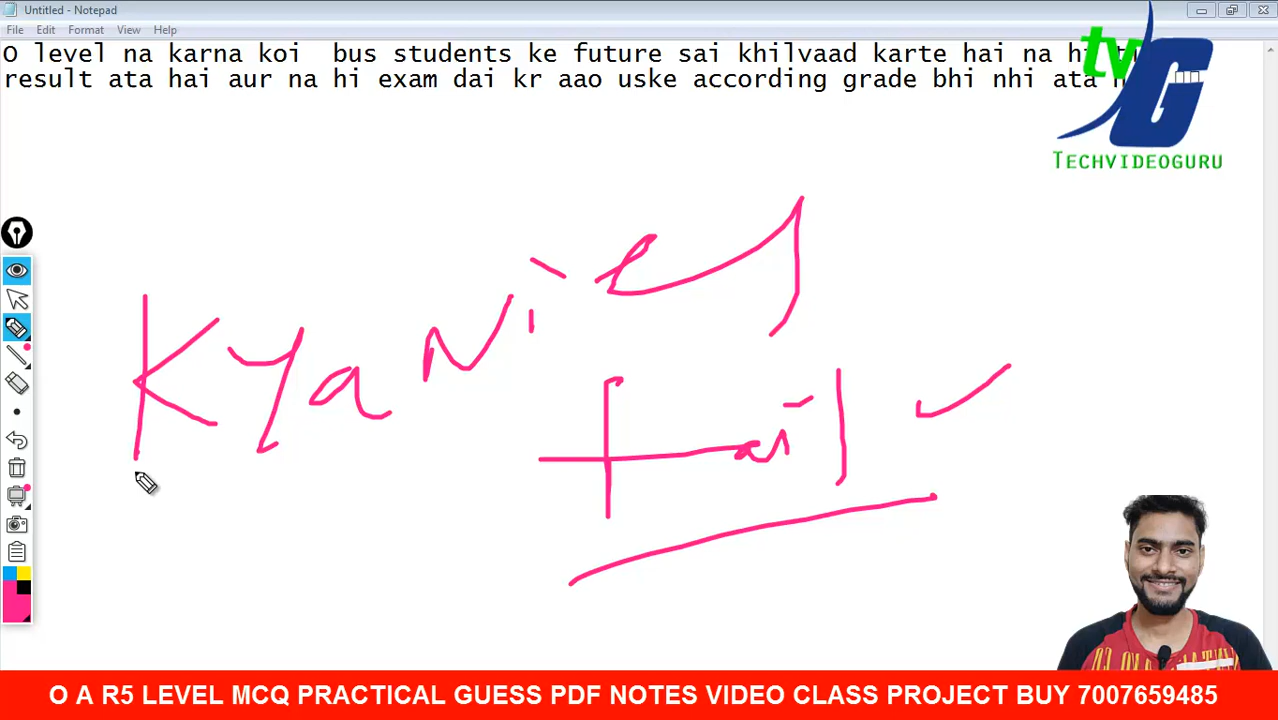 Untitled - Notepad
File Edit Format View Help
O level na karna koi bus students ke future sai khilvaad karte hai na hi
result ata hai aur na hi exam dai kr aao uske according grade bhi nhi ata
tv G
TECHVIDEOGURU
Kya
fail
O A R5 LEVEL MCQ PRACTICAL GUESS PDF NOTES VIDEO CLASS PROJECT BUY 7007659485